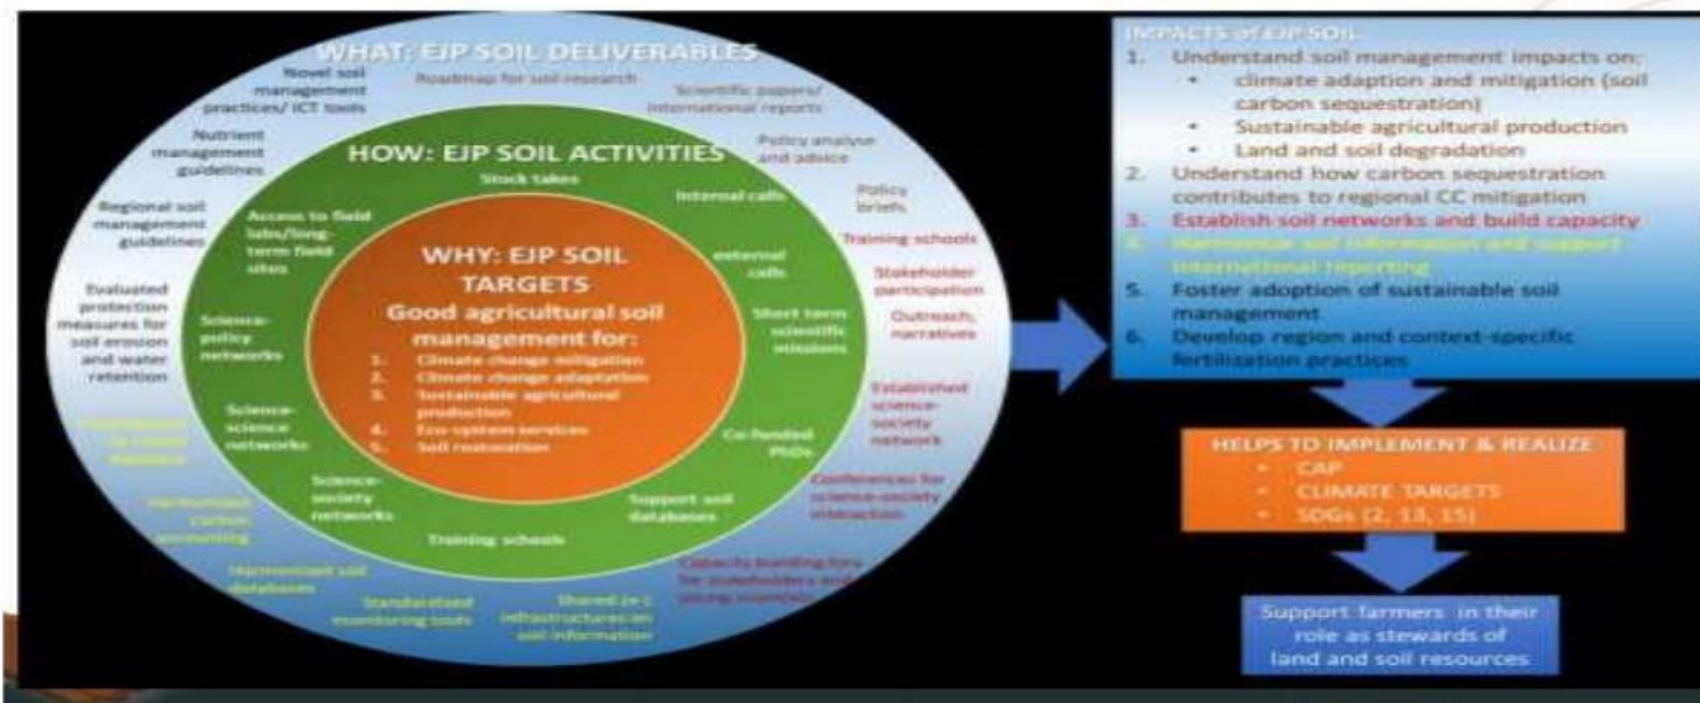 WHAT: EJP SOIL DELIVERABLES
Novel soil
management
practices/ ICT tools
Roadmap for soil research
Scientific papers/
international reports
Nutrient
management
guidelines
Policy analyse
and advice
Regional soil
management
guidelines
Policy
briefs
Training schools
Evaluated
protection
measures for
soil erosion
and water
retention
Stakeholder
participation
Outreach,
narratives
Established
science-
society
network
Harmonized
carbon
accounting
Conferences for
science-society
interaction
Harmonized soil
databases
Standardized
monitoring tools
Shared
infrastructures on
soil information
Capacity building
for stakeholders and
young scientists
HOW: EJP SOIL ACTIVITIES
Stock takes
Internal calls
Access to field
labs/long-
term field
sites
external
calls
Science-
policy
networks
Short term
scientific
missions
Science-
science
networks
Co-funded
PhDs
Science-
society
networks
Support soil
databases
Training schools
WHY: EJP SOIL
TARGETS
Good agricultural soil
management for:
1. Climate change mitigation
2. Climate change adaptation
3. Sustainable agricultural
production
4. Eco-system services
5. Soil restoration
IMPACTS of EJP SOIL
1. Understand soil management impacts on:
• climate adaption and mitigation (soil
carbon sequestration)
• Sustainable agricultural production
• Land and soil degradation
2. Understand how carbon sequestration
contributes to regional CC mitigation
3. Establish soil networks and build capacity
4. Harmonize soil information and support
international reporting
5. Foster adoption of sustainable soil
management
6. Develop region and context-specific
fertilization practices
HELPS TO IMPLEMENT & REALIZE
• CAP
• CLIMATE TARGETS
• SDGs (2, 13, 15)
Support farmers in their
role as stewards of
land and soil resources